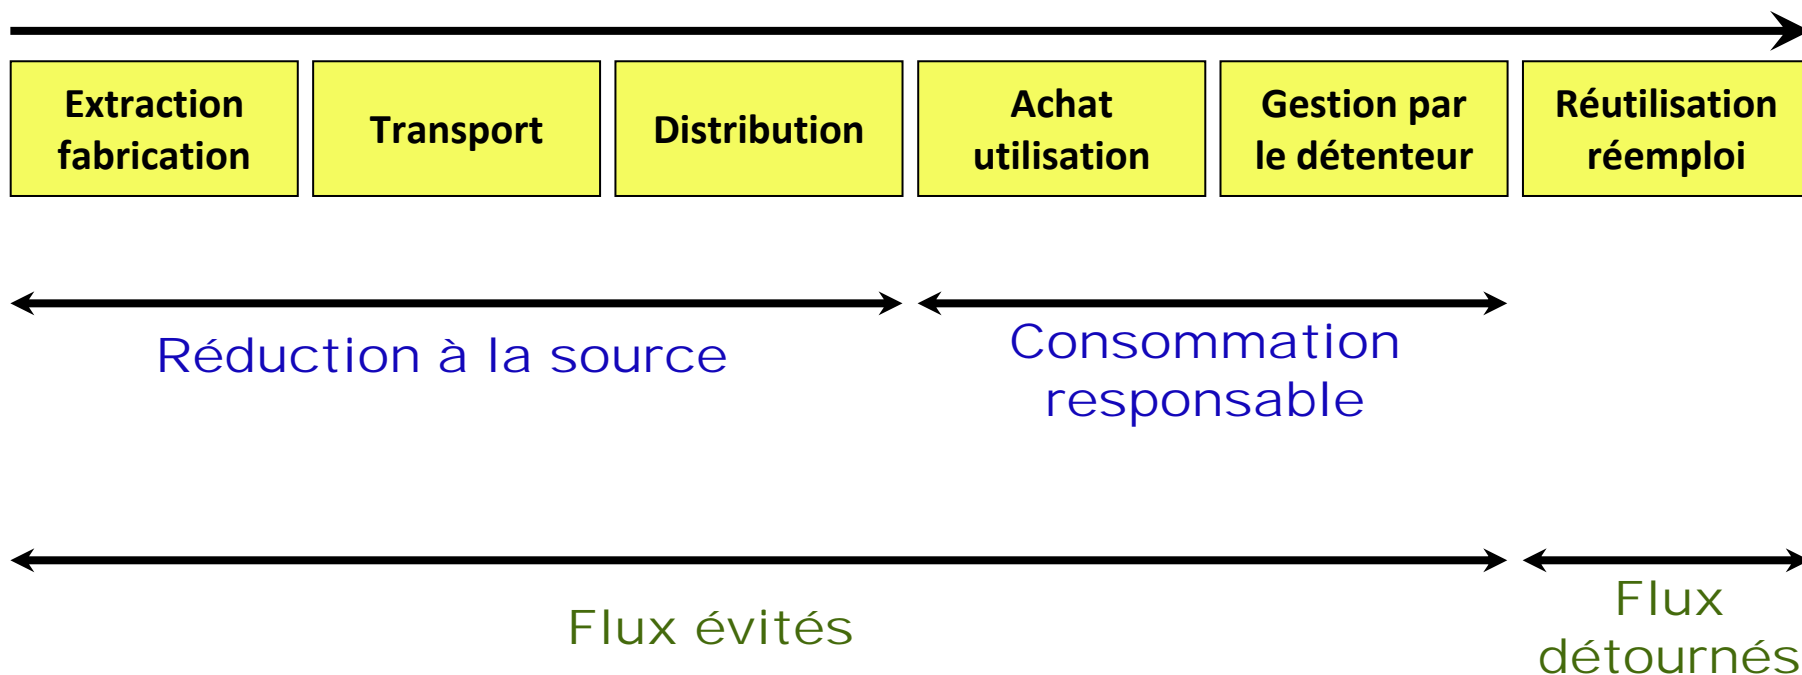 Extraction
fabrication
Transport
Distribution
Achat
utilisation
Gestion par
le détenteur
Réutilisation
réemploi
Réduction à la source
Consommation
responsable
Flux évités
Flux
détournés